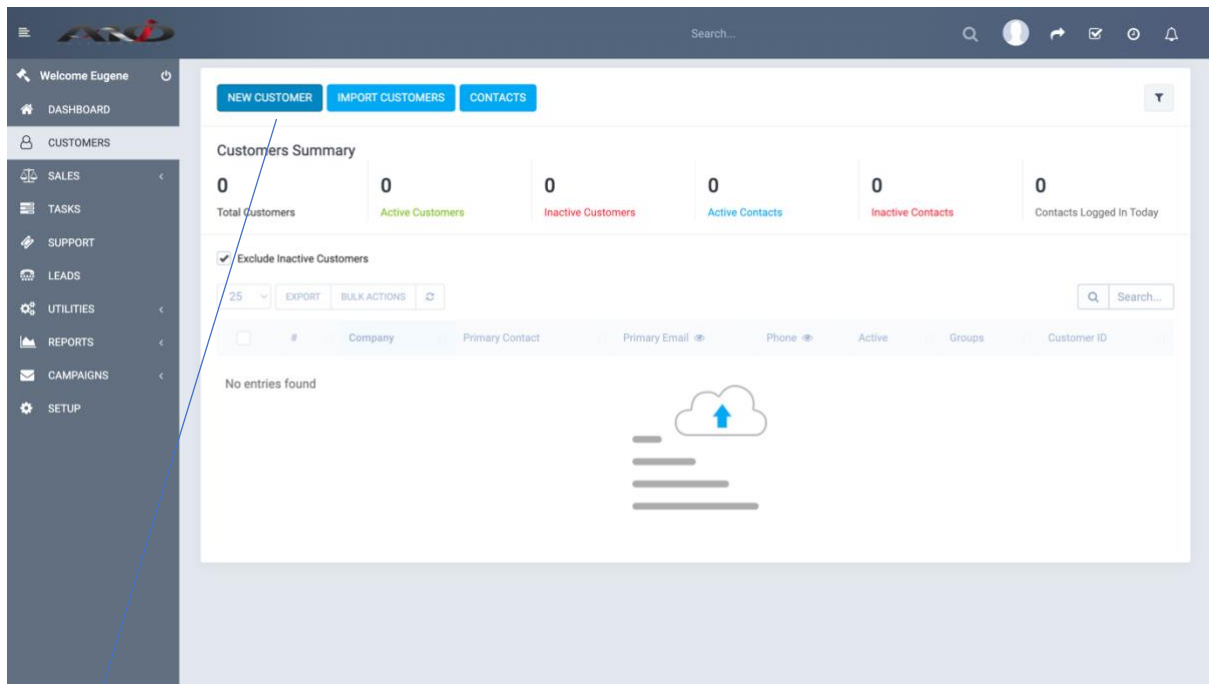 Search...
Welcome Eugene
DASHBOARD
CUSTOMERS
SALES
TASKS
SUPPORT
LEADS
UTILITIES
REPORTS
CAMPAIGNS
SETUP
NEW CUSTOMER IMPORT CUSTOMERS CONTACTS
Customers Summary
0 0 0 0 0 0
Total Customers Active Customers Inactive Customers Active Contacts Inactive Contacts Contacts Logged In Today
Exclude Inactive Customers
25 EXPORT BULK ACTIONS Search...
# Company Primary Contact Primary Email Phone Active Groups Customer ID
No entries found